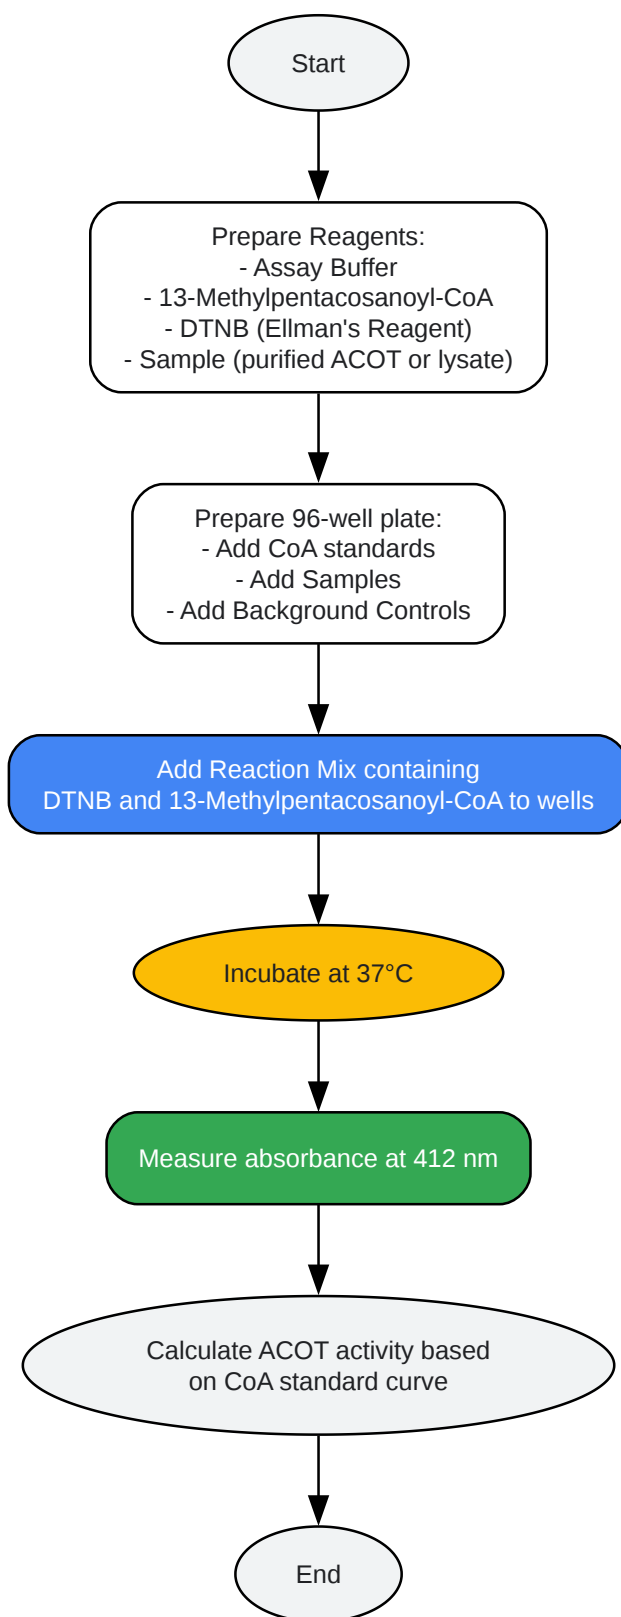 Start
Prepare Reagents:
- Assay Buffer
- 13-Methylpentacosanoyl-CoA
- DTNB (Ellman's Reagent)
- Sample (purified ACOT or lysate)
Prepare 96-well plate:
- Add CoA standards
- Add Samples
- Add Background Controls
Add Reaction Mix containing
DTNB and 13-Methylpentacosanoyl-CoA to wells
Incubate at 37°C
Measure absorbance at 412 nm
Calculate ACOT activity based
on CoA standard curve
End